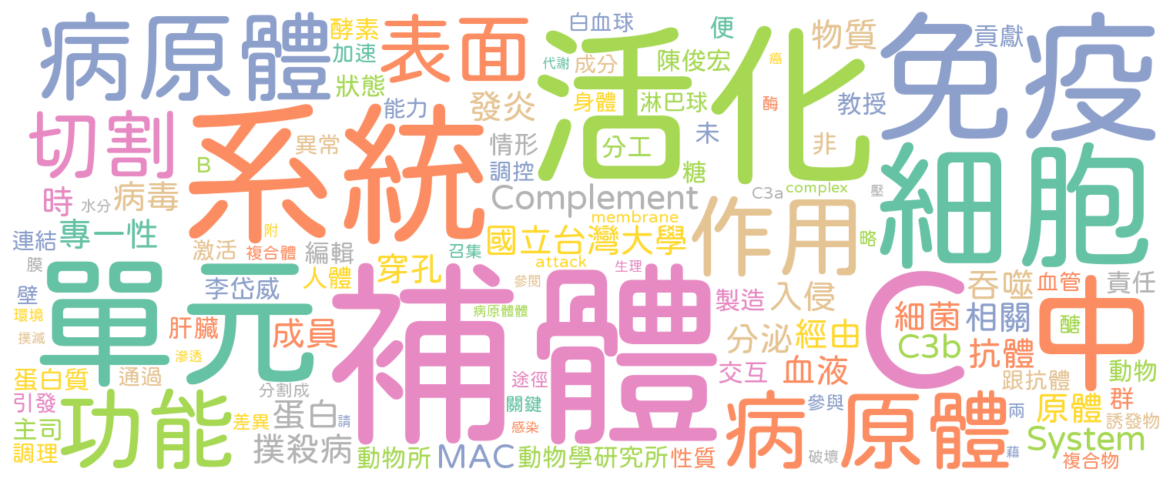 病原體
酵素
加速
狀態
表面
能力
白血球
代謝
成分
便
陳俊宏
癌
物質
免疫
貢獻
活化
身體
淋巴球
酶
教授
切割
系統
異常
發炎
情形
調控
分工
未
糖
非
B
時
水分
病毒
Complement
C3a
complex
壓
細胞
membrane
作用
連結
專一性
激活
附
複合體
編輯
召集
國立台灣大學
attack
略
膜
單元
李岱威
人體
穿孔
生理
參閱
補體
製造
入侵
C
吞噬
血管
責任
中
壁
環境
撲滅
肝臟
滲透
成員
病原體體
分泌
經由
細菌
相關
醣
C3b
抗體
蛋白質
通過
分割成
途徑
交互
血液
跟抗體
動物
引發
功能
差異
蛋白
請
關鍵
感染
病原體
參與
兩
原體
群
誘發物
主司
調理
撲殺病
動物所
MAC
動物學研究所
性質
破壞
藉
System
複合物